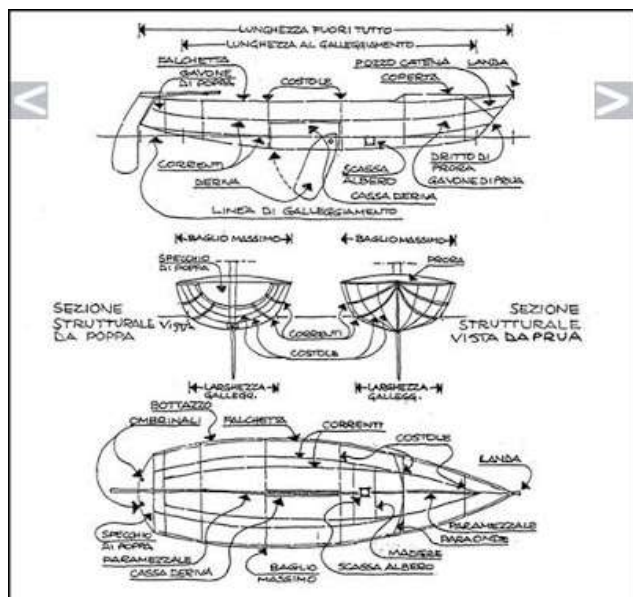 LUNGHEZZA FUORI TUTTO
LUNGHEZZA AL GALLEGGIAMENTO
FALCHETTA
GAVONE
DI POPPA
COSTOLE
POZZO CATENA
COPERTA
LANDA
CORRENTI
DERIVA
LINEA DI GALLEGGIAMENTO
SCASSA
ALBERO
CASSA DERIVA
DRITTO DI
PRORA
GAVONE DI PRUA
BAGLIO MASSIMO
BAGLIO MASSIMO
SPECCHIO
DI POPPA
PRORA
SEZIONE
STRUTTURALE VISTA
DA POPPA
CORRENTI
COSTOLE
SEZIONE
STRUTTURALE
VISTA DA PRUA
LARGHEZZA
GALLEGG.
LARGHEZZA
GALLEGG.
BOTTAZZO
OMBRINALI
FALCHETTA
CORRENTI
COSTOLE
LANDA
SPECCHIO
DI POPPA
PARAMEZZALE
CASSA DERIVA
BAGLIO
MASSIMO
SCASSA ALBERO
MADIERE
PARAONDE
PARAMEZZALE